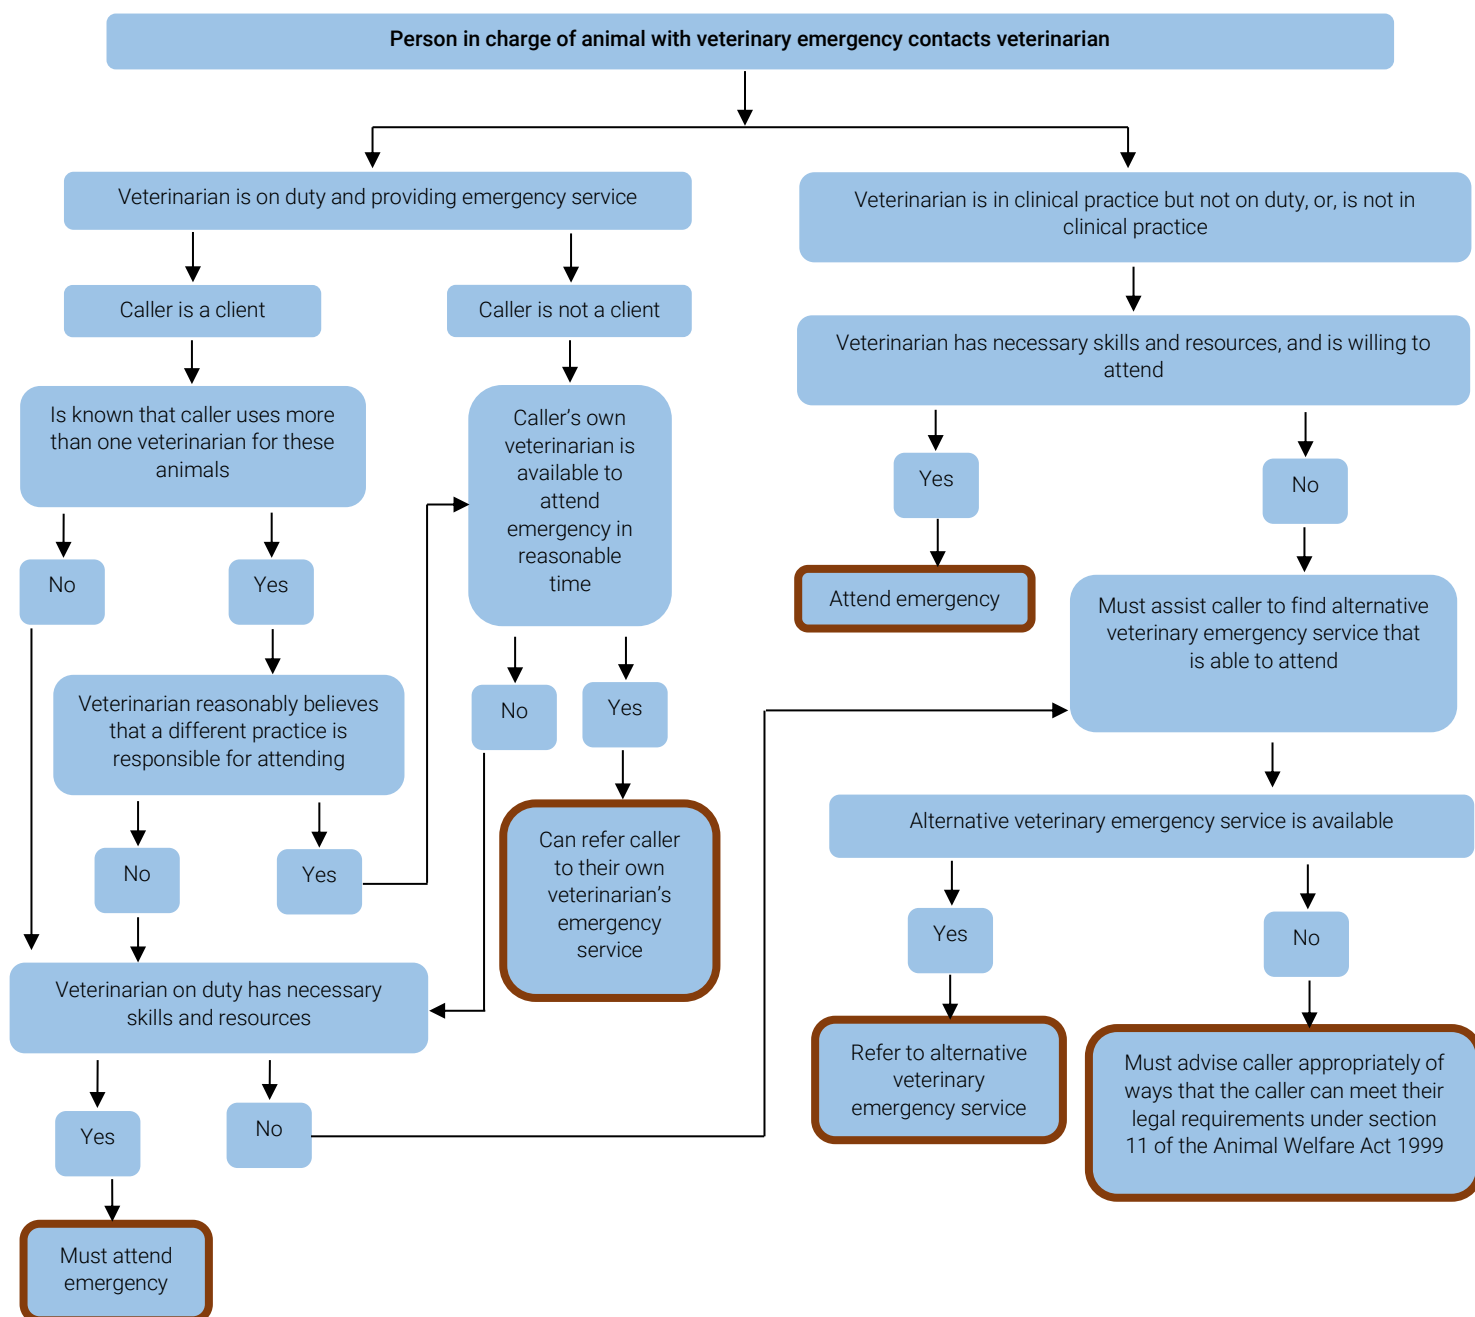 Person in charge of animal with veterinary emergency contacts veterinarian
Veterinarian is on duty and providing emergency service
Veterinarian is in clinical practice but not on duty, or, is not in
clinical practice
Caller is a client
Caller is not a client
Veterinarian has necessary skills and resources, and is willing to
attend
Is known that caller uses more
than one veterinarian for these
animals
Caller’s own
veterinarian is
available to
attend
emergency in
reasonable
time
Yes
No
No
Yes
Attend emergency
Must assist caller to find alternative
veterinary emergency service that
is able to attend
Veterinarian reasonably believes
that a different practice is
responsible for attending
No
Yes
Can refer caller
to their own
veterinarian’s
emergency
service
Alternative veterinary emergency service is available
No
Yes
Yes
No
Veterinarian on duty has necessary
skills and resources
Refer to alternative
veterinary
emergency service
Must advise caller appropriately of
ways that the caller can meet their
legal requirements under section
11 of the Animal Welfare Act 1999
Yes
No
Must attend
emergency